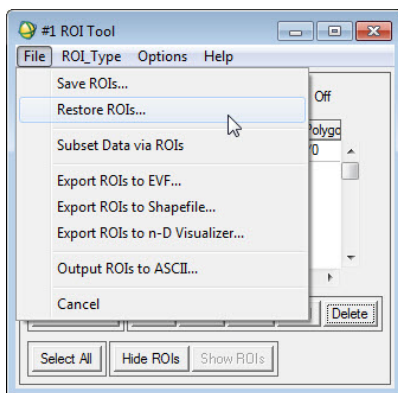 #1 ROI Tool
File ROI_Type Options Help
Save ROIs...
Restore ROIs...
Off
Subset Data via ROIs
Export ROIs to EVF...
Export ROIs to Shapefile...
Export ROIs to n-D Visualizer...
Output ROIs to ASCII...
Cancel
Delete
Select All Hide ROIs Show ROIs